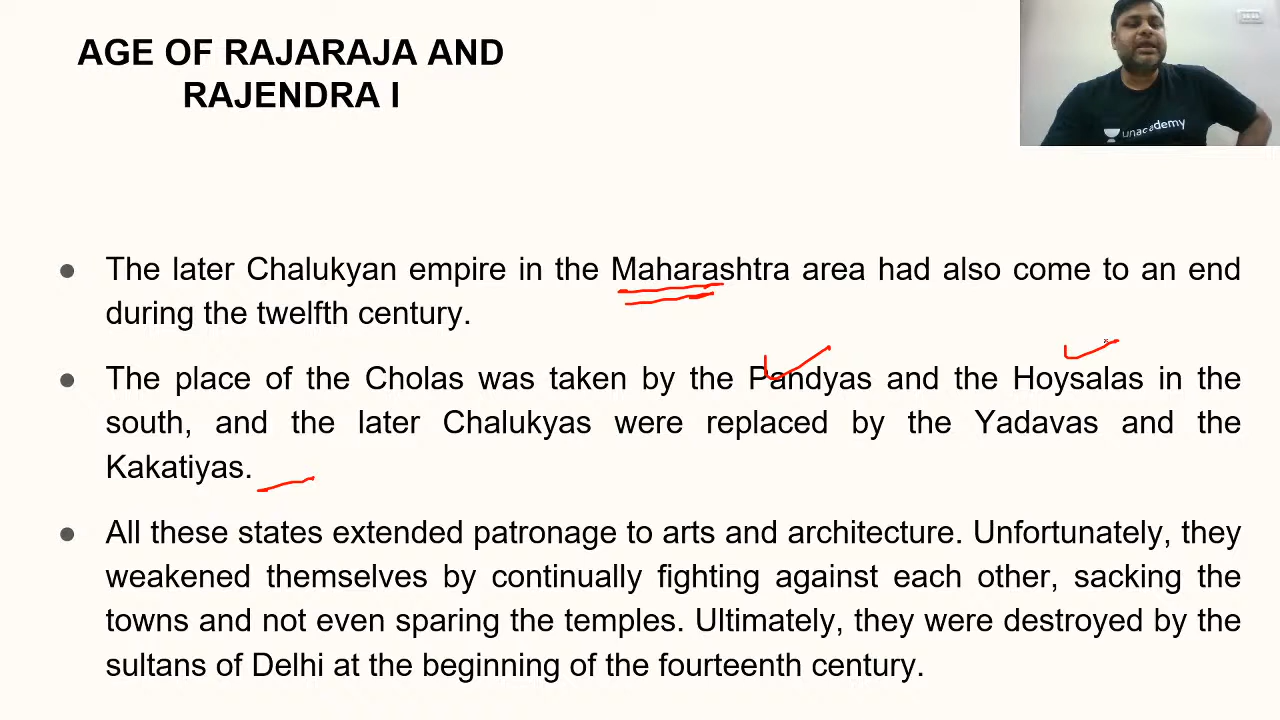 AGE OF RAJARAJA AND
RAJENDRA I
unacademy
The later Chalukyan empire in the Maharashtra area had also come to an end
during the twelfth century.
The place of the Cholas was taken by the Pandyas and the Hoysalas in the
south, and the later Chalukyas were replaced by the Yadavas and the
Kakatiyas.
All these states extended patronage to arts and architecture. Unfortunately, they
weakened themselves by continually fighting against each other, sacking the
towns and not even sparing the temples. Ultimately, they were destroyed by the
sultans of Delhi at the beginning of the fourteenth century.